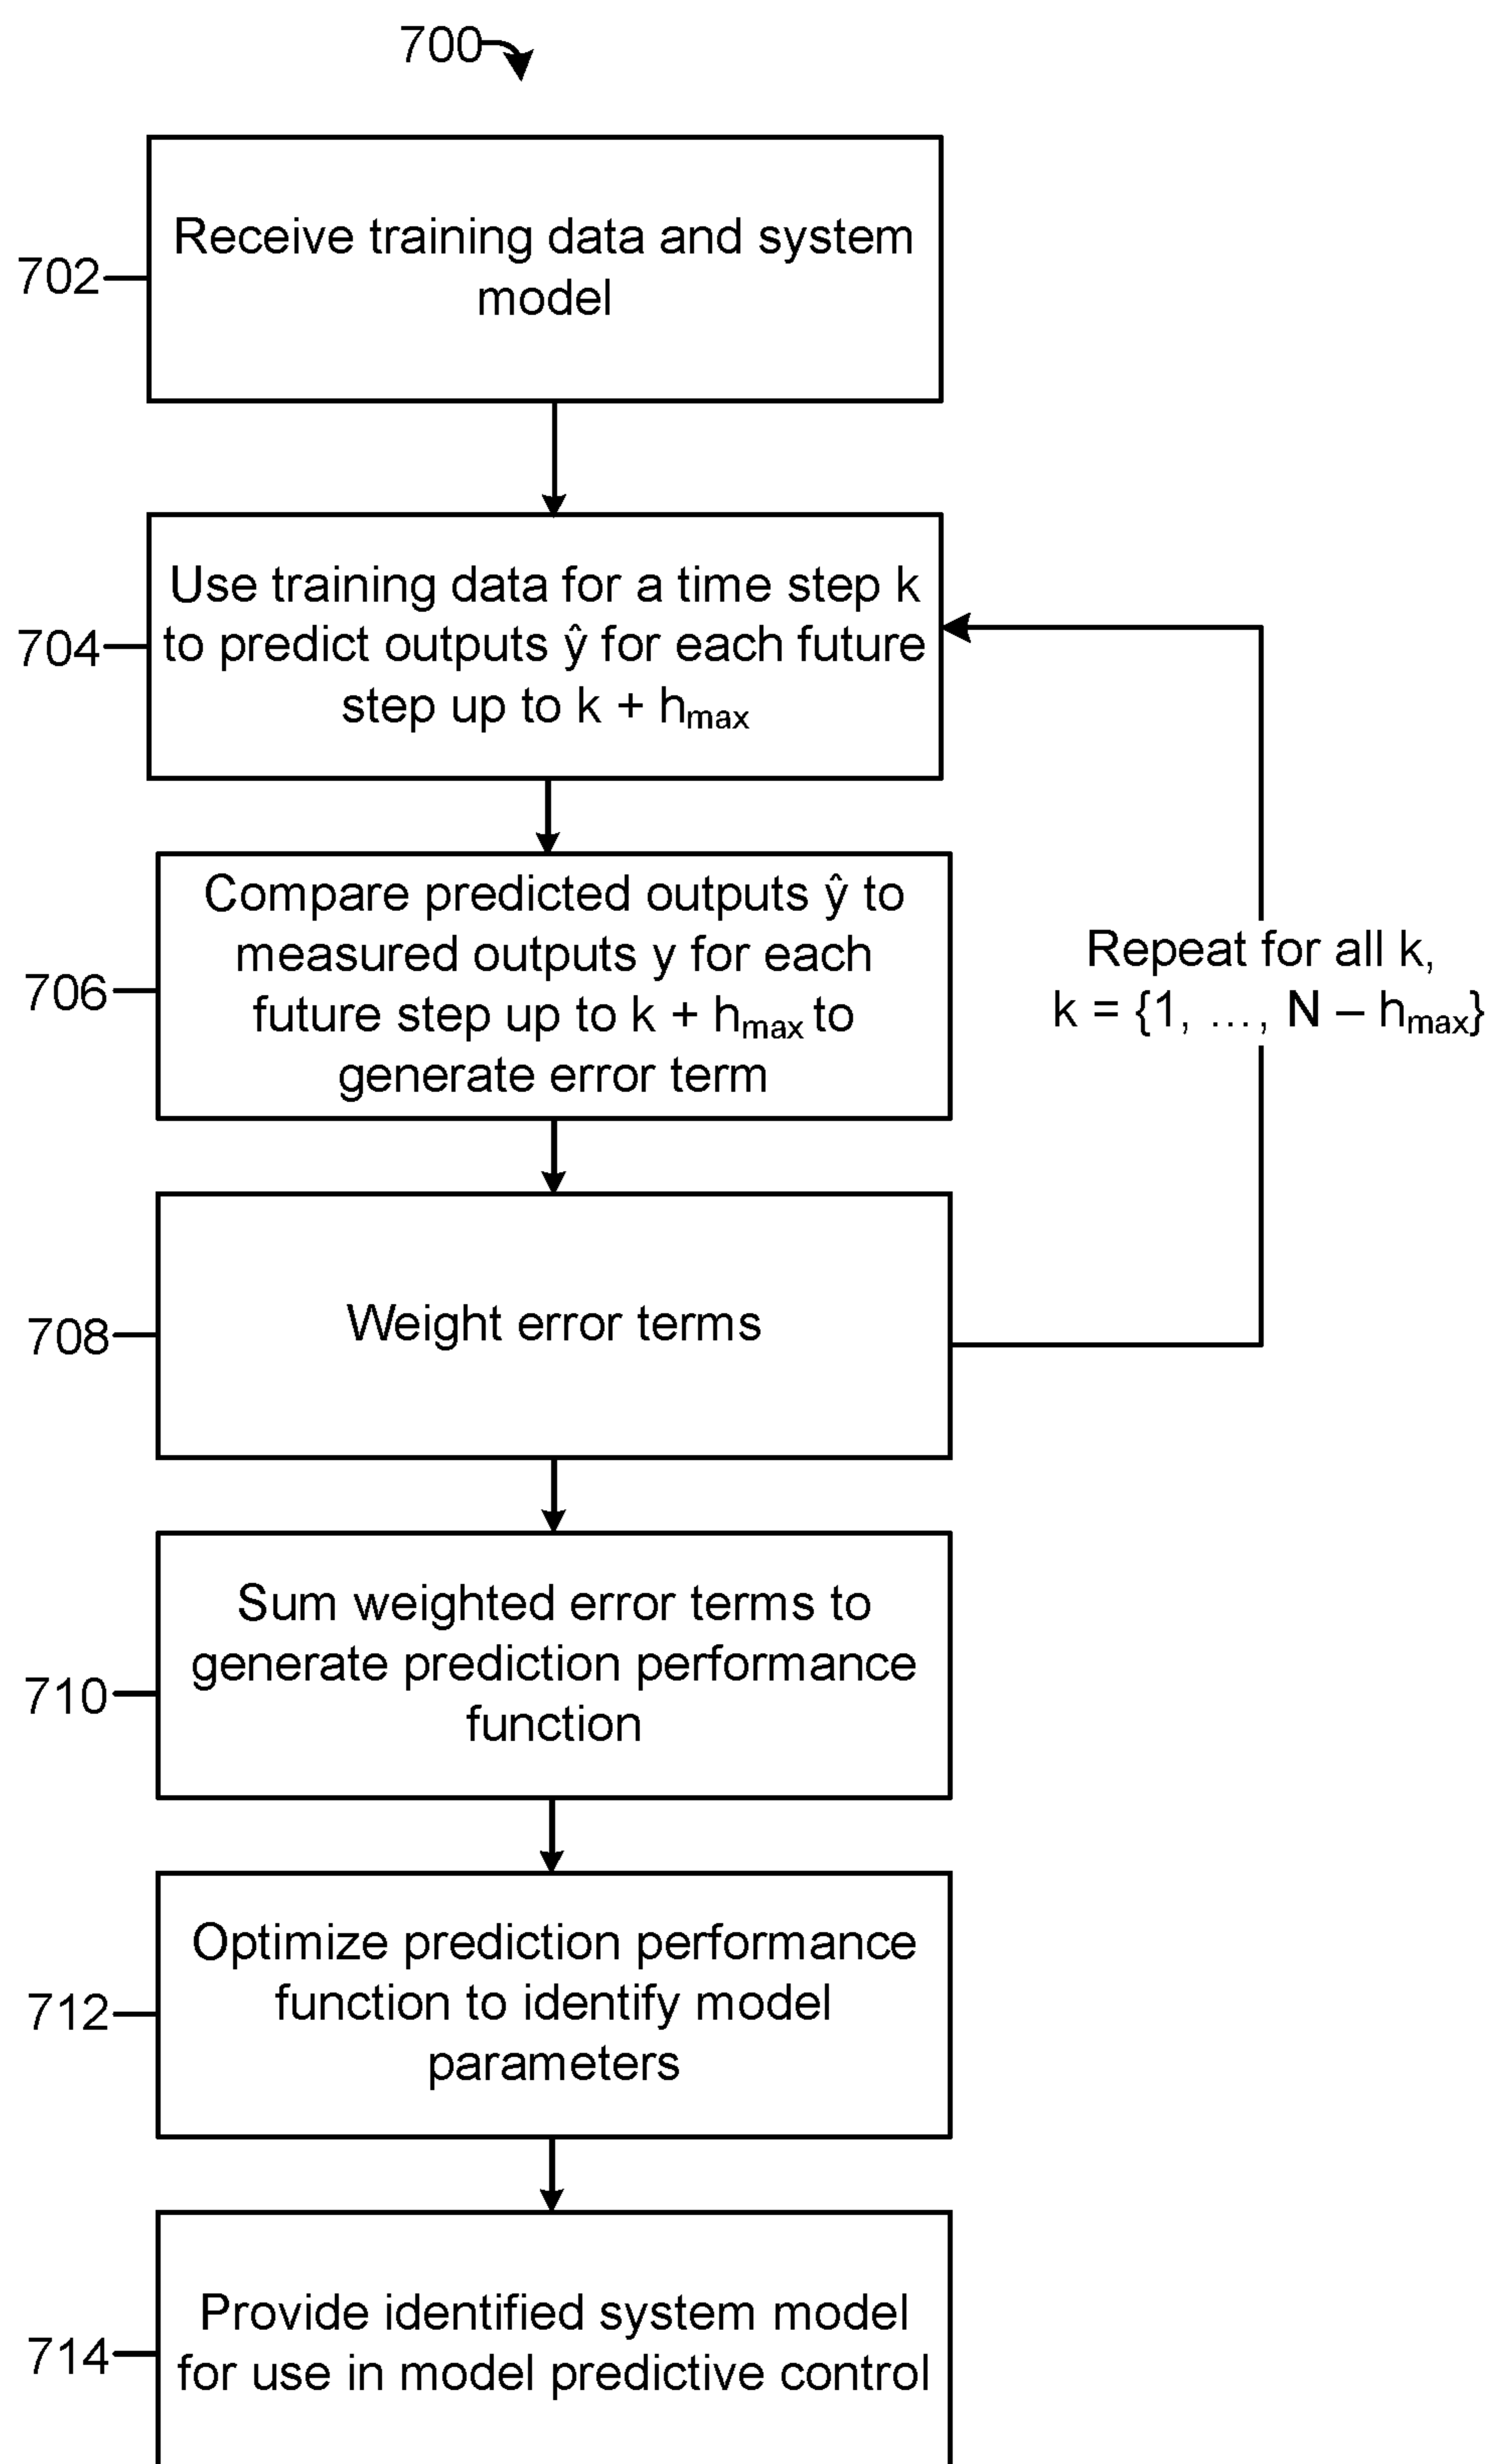 700
702
Receive training data and system
model
704
Use training data for a time step k
to predict outputs ŷ for each future
step up to k + hmax
706
Compare predicted outputs ŷ to
measured outputs y for each
future step up to k + hmax to
generate error term
Repeat for all k,
k = {1, ..., N – hmax}
708
Weight error terms
710
Sum weighted error terms to
generate prediction performance
function
712
Optimize prediction performance
function to identify model
parameters
714
Provide identified system model
for use in model predictive control